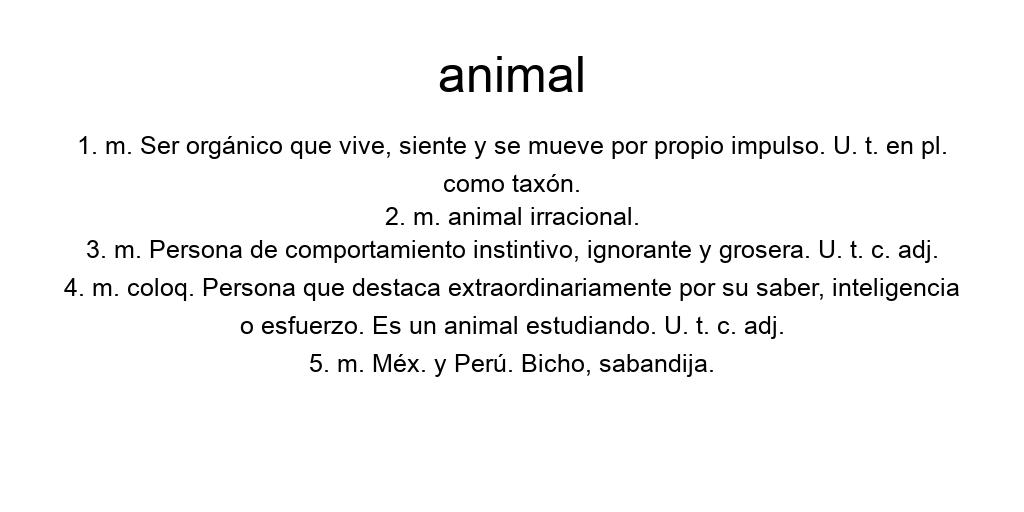 animal
1. m. Ser orgánico que vive, siente y se mueve por propio impulso. U. t. en pl.
como taxón.
2. m. animal irracional.
3. m. Persona de comportamiento instintivo, ignorante y grosera. U. t. c. adj.
4. m. coloq. Persona que destaca extraordinariamente por su saber, inteligencia
o esfuerzo. Es un animal estudiando. U. t. c. adj.
5. m. Méx. y Perú. Bicho, sabandija.